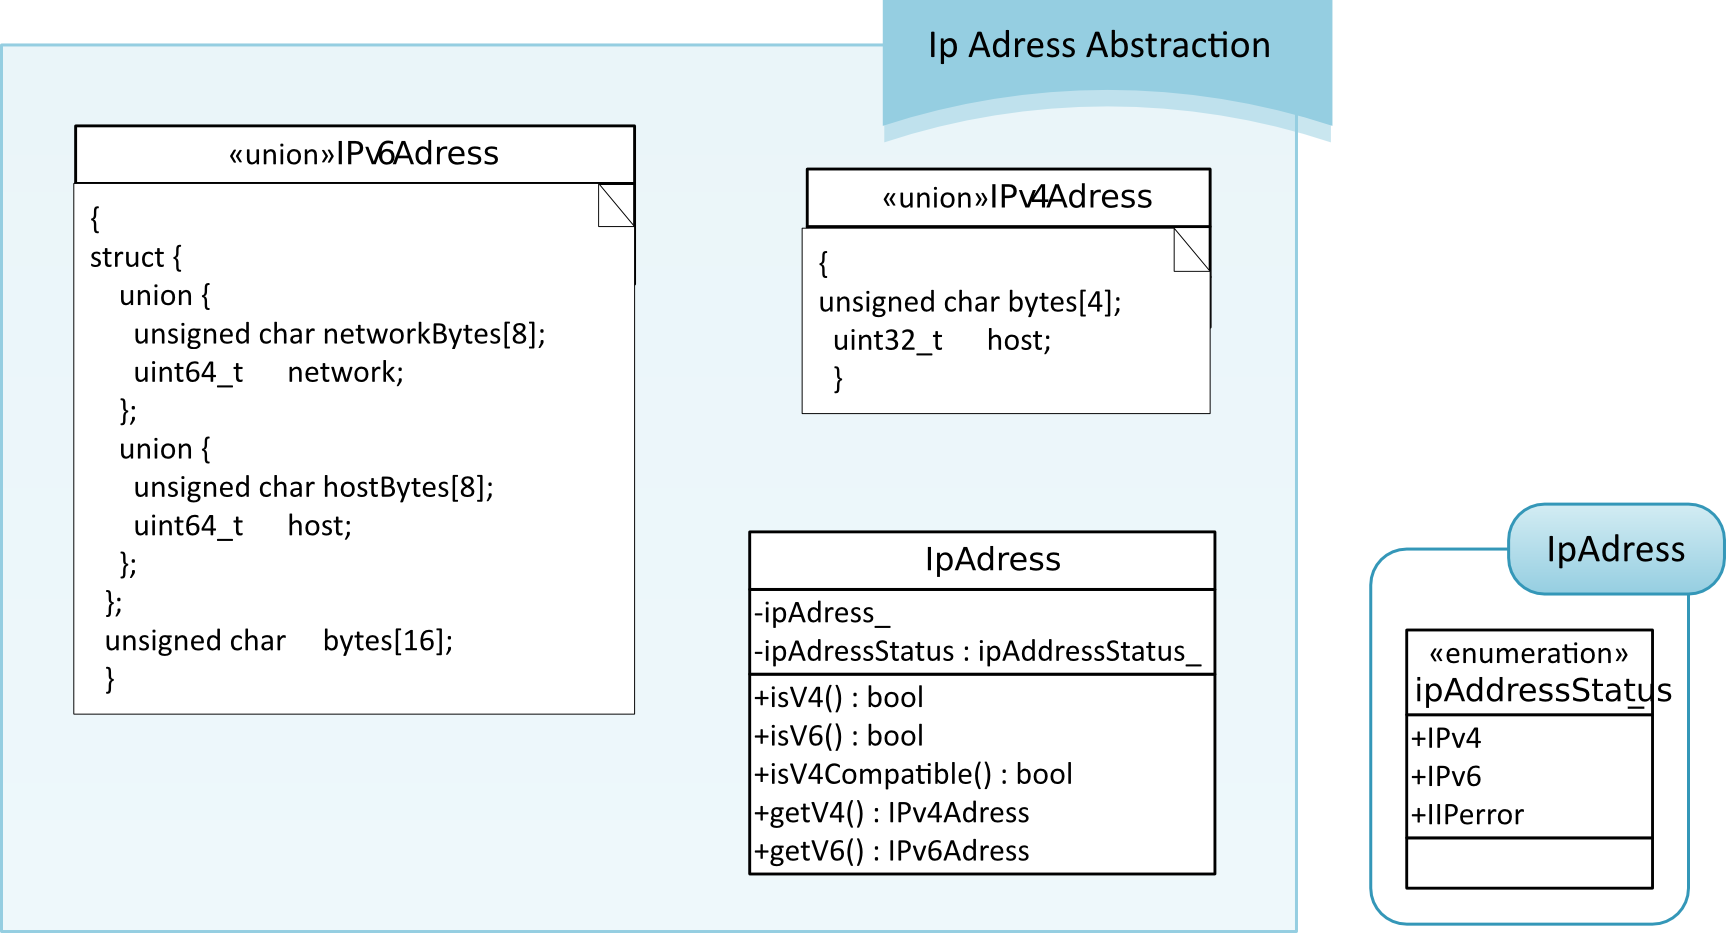 Ip Adress Abstraction
«union»IPv6Adress
{
struct {
union {
unsigned char networkBytes[8];
uint64_t network;
};
union {
unsigned char hostBytes[8];
uint64_t host;
};
};
unsigned char bytes[16];
}
«union»IPv4Adress
{
unsigned char bytes[4];
uint32_t host;
}
IpAdress
-ipAdress_
-ipAdressStatus : ipAddressStatus_
+isV4() : bool
+isV6() : bool
+isV4Compatible() : bool
+getV4() : IPv4Adress
+getV6() : IPv6Adress
IpAdress
«enumeration»
ipAddressStat_us
+IPv4
+IPv6
+IIPerror